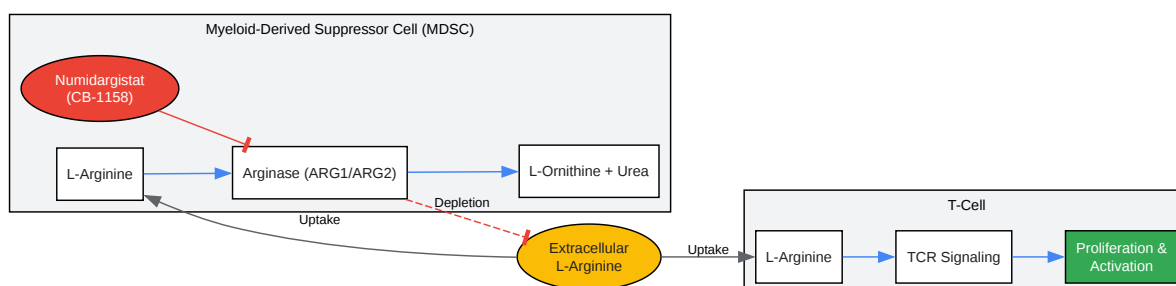 Myeloid-Derived Suppressor Cell (MDSC)
Numidargistat
(CB-1158)
L-Arginine
Arginase (ARG1/ARG2)
L-Ornithine + Urea
Depletion
Uptake
Extracellular
L-Arginine
Uptake
T-Cell
L-Arginine
TCR Signaling
Proliferation &
Activation